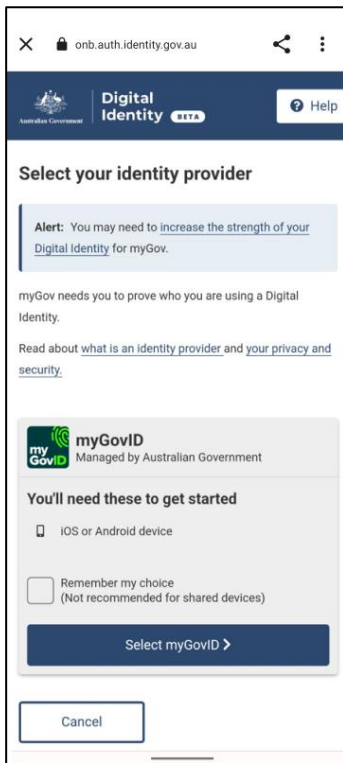 onb.auth.identity.gov.au
Australian Government
Digital
Identity BETA
Help
Select your identity provider
Alert: You may need to increase the strength of your
Digital Identity for myGov.
myGov needs you to prove who you are using a Digital
Identity.
Read about what is an identity provider and your privacy and
security.
my
GovID
myGovID
Managed by Australian Government
You'll need these to get started
iOS or Android device
Remember my choice
(Not recommended for shared devices)
Select myGovID
Cancel